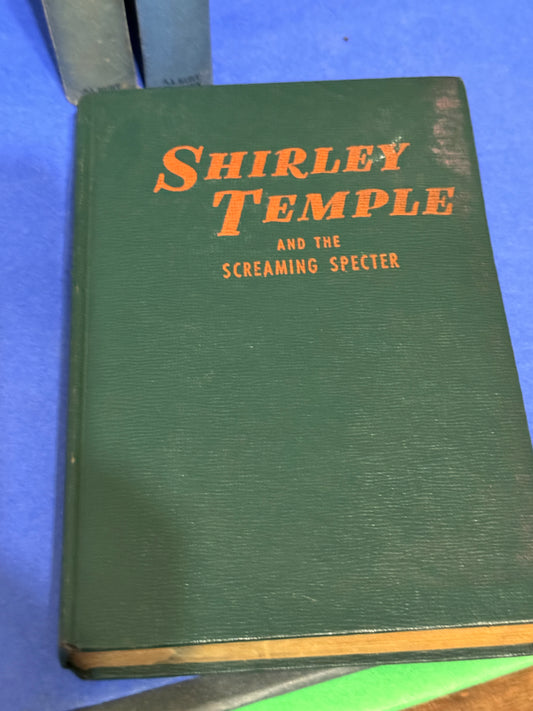 SHIRLEY
TEMPLE
AND THE
SCREAMING SPECTER